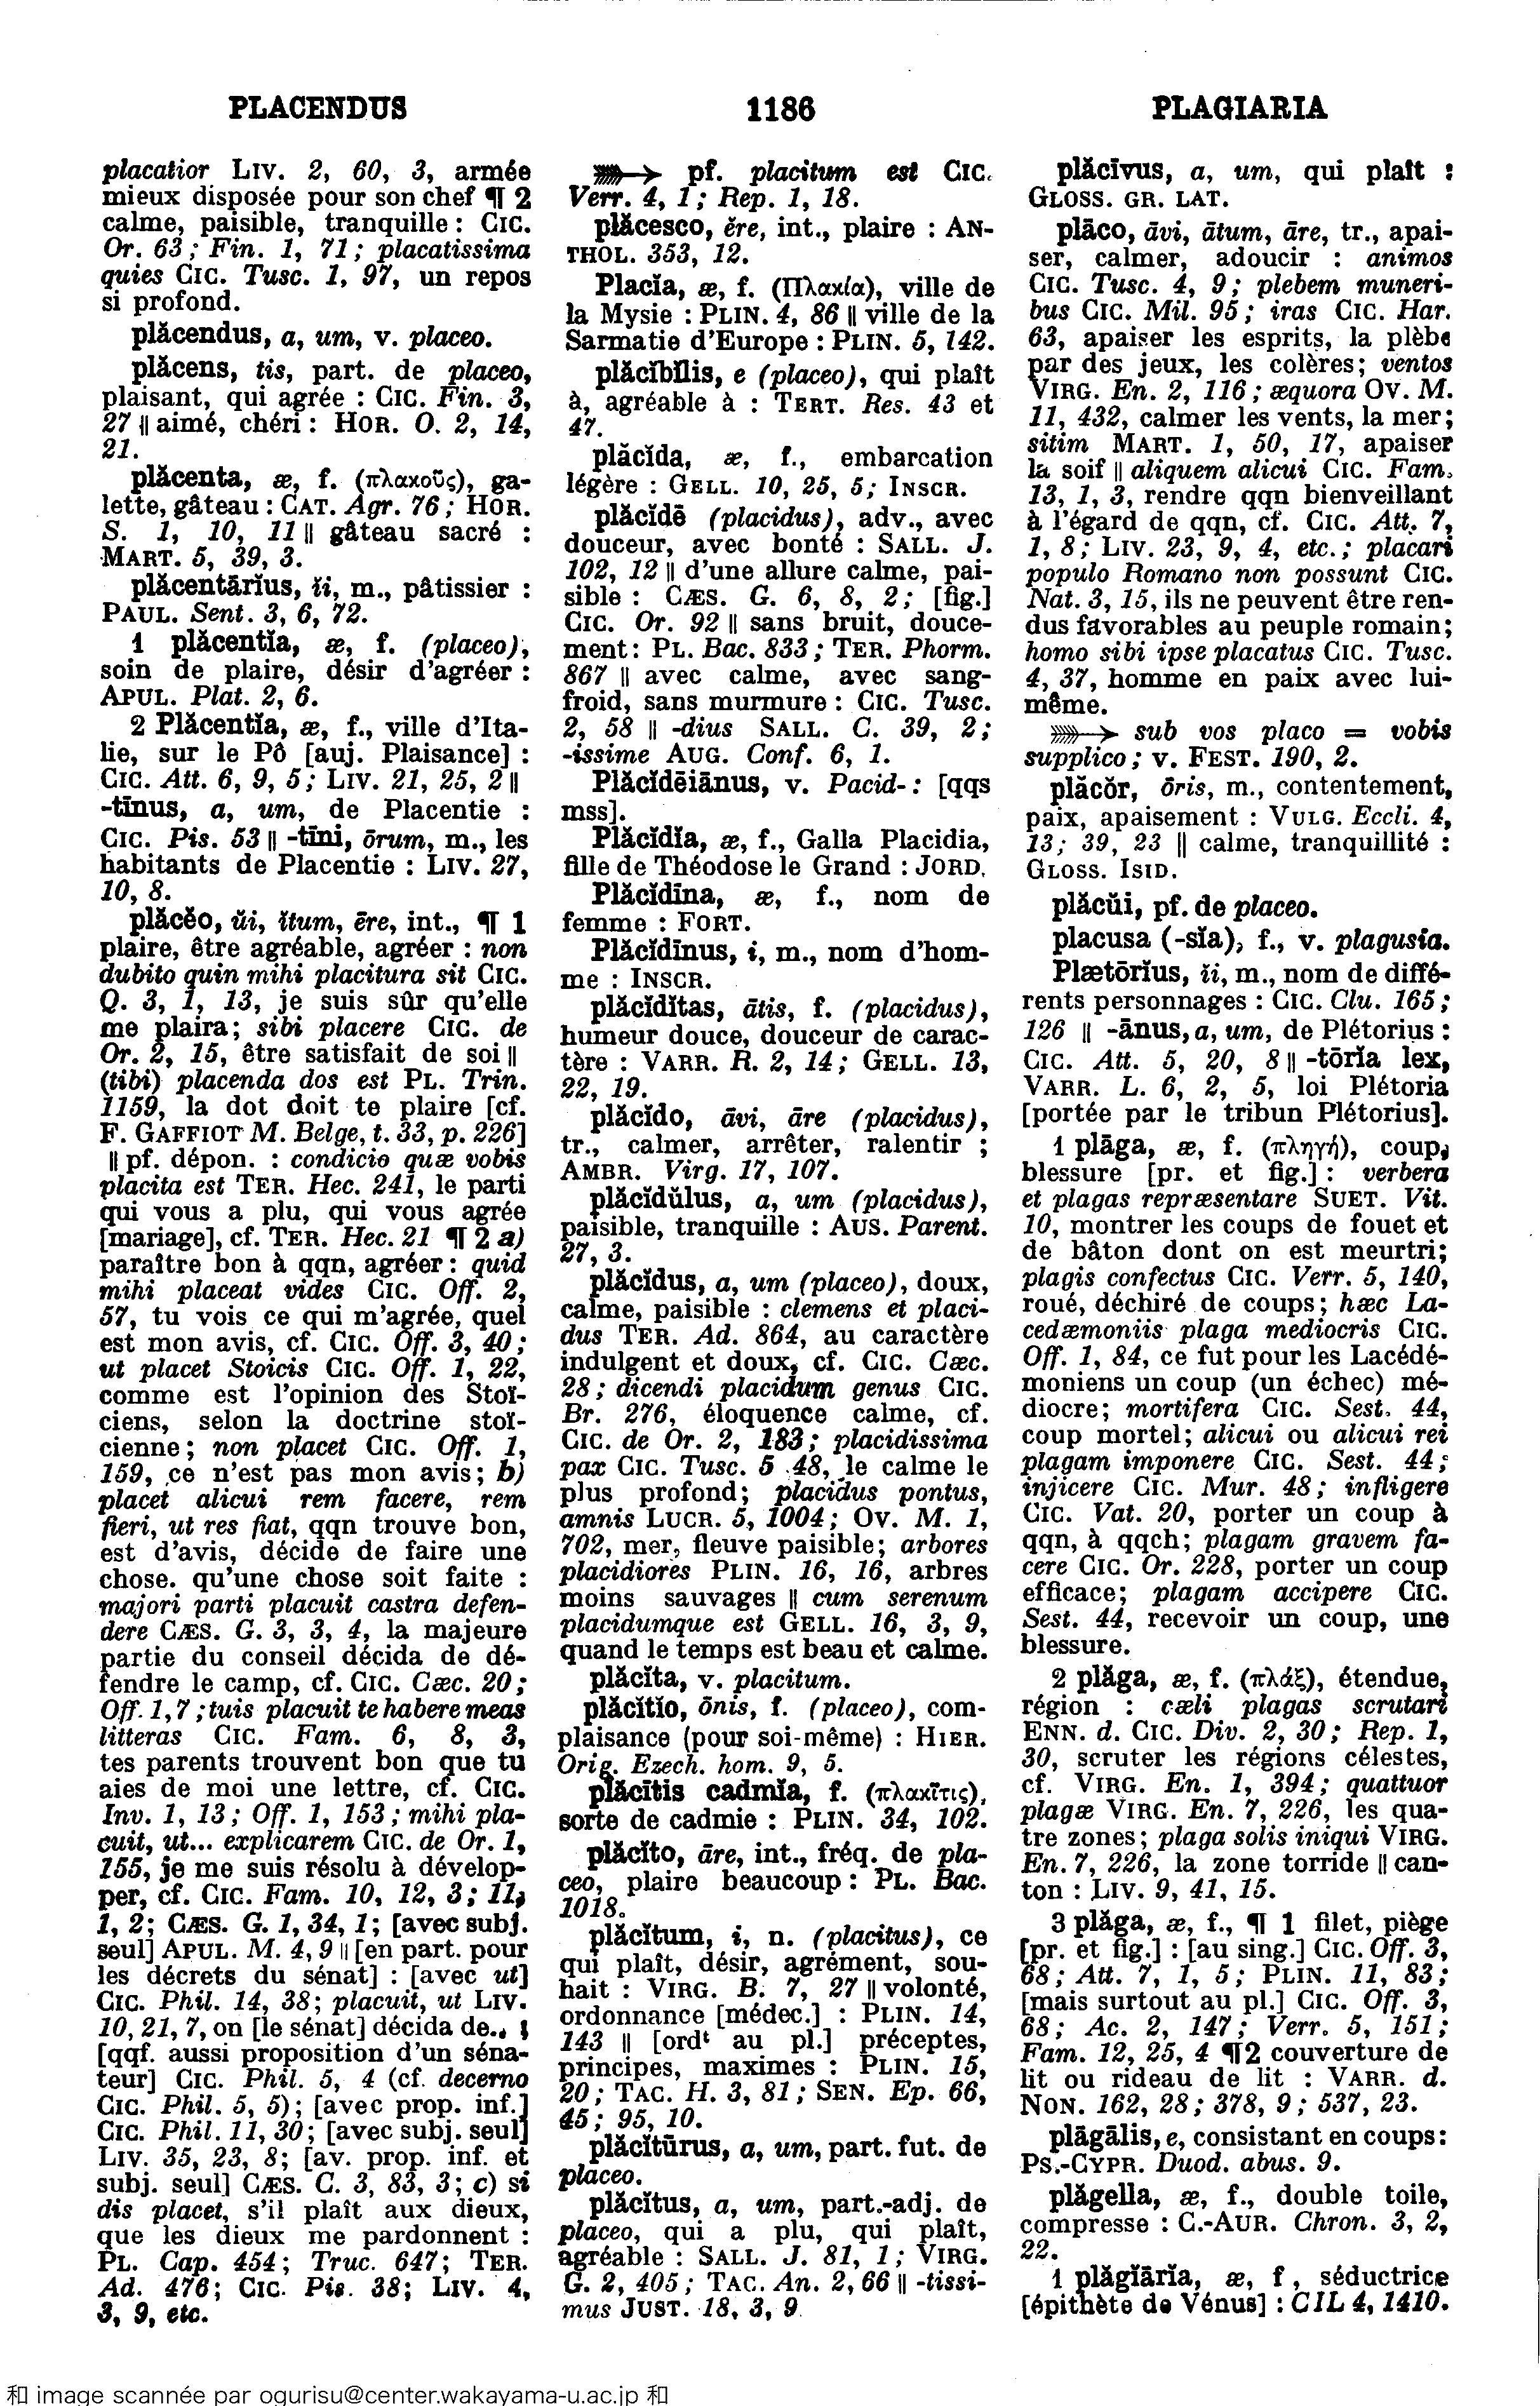 PLACENDUS
1186
PLAGIARIA
placatior LIV. 2, 60, 3, armée
mieux disposée pour son chef ¶ 2
calme, paisible, tranquille : CIC.
Or. 63 ; Fin. 1, 71 ; placatissima
quies CIC. Tusc. 1, 97, un repos
si profond.
plăcendus, a, um, v. placeo.
plăcens, tis, part. de placeo,
plaisant, qui agrée : CIC. Fin. 3,
27 ǁ aimé, chéri : HOR. O. 2, 14,
21.
plăcenta, æ, f. (πλακοῦς), ga-
lette, gâteau : CAT. Agr. 76 ; HOR.
S. 1, 10, 11 ǁ gâteau sacré :
MART. 5, 39, 3.
plăcentārĭus, ĭi, m., pâtissier :
PAUL. Sent. 3, 6, 72.
1 plăcentĭa, æ, f. (placeo),
soin de plaire, désir d'agréer :
APUL. Plat. 2, 6.
2 Plăcentĭa, æ, f., ville d'Ita-
lie, sur le Pô [auj. Plaisance] :
CIC. Att. 6, 9, 5 ; LIV. 21, 25, 2 ǁ
-tīnus, a, um, de Placentie :
CIC. Pis. 53 ǁ -tīni, ōrum, m., les
habitants de Placentie : LIV. 27,
10, 8.
plăcĕo, ŭi, ĭtum, ēre, int., ¶ 1
plaire, être agréable, agréer : non
dubito quin mihi placitura sit CIC.
Q. 3, 1, 13, je suis sûr qu'elle
me plaira ; sibi placere CIC. de
Or. 2, 15, être satisfait de soi ǁ
(tibi) placenda dos est PL. Trin.
1159, la dot doit te plaire [cf.
F. GAFFIOT M. Belge, t. 33, p. 226]
ǁ pf. dépon. : condicio quæ vobis
placita est TER. Hec. 241, le parti
qui vous a plu, qui vous agrée
[mariage], cf. TER. Hec. 21 ¶ 2 a)
paraître bon à qqn, agréer : quid
mihi placeat vides CIC. Off. 2,
57, tu vois ce qui m'agrée, quel
est mon avis, cf. CIC. Off. 3, 40 ;
ut placet Stoicis CIC. Off. 1, 22,
comme est l'opinion des Stoï-
ciens, selon la doctrine stoï-
cienne ; non placet CIC. Off. 1,
159, ce n'est pas mon avis ; b)
placet alicui rem facere, rem
fieri, ut res fiat, qqn trouve bon,
est d'avis, décide de faire une
chose. qu'une chose soit faite :
majori parti placuit castra defen-
dere CÆS. G. 3, 3, 4, la majeure
partie du conseil décida de dé-
fendre le camp, cf. CIC. Cæc. 20 ;
Off. 1, 7 ; tuis placuit te habere meas
litteras CIC. Fam. 6, 8, 3,
tes parents trouvent bon que tu
aies de moi une lettre, cf. CIC.
Inv. 1, 13 ; Off. 1, 153 ; mihi pla-
cuit, ut... explicarem CIC. de Or. 1,
155, je me suis résolu à dévelop-
per, cf. CIC. Fam. 10, 12, 3 ; 11,
1, 2 ; CÆS. G. 1, 34, 1 ; [avec subj.
seul] APUL. M. 4, 9 ǁ [en part. pour
les décrets du sénat] : [avec ut]
CIC. Phil. 14, 38 ; placuit, ut LIV.
10, 21, 7, on [le sénat] décida de.. ;
[qqf. aussi proposition d'un séna-
teur] CIC. Phil. 5, 4 (cf. decerno
CIC. Phil. 5, 5) ; [avec prop. inf.]
CIC. Phil. 11, 30 ; [avec subj. seul]
LIV. 35, 23, 8 ; [av. prop. inf. et
subj. seul] CÆS. C. 3, 83, 3 ; c) si
dis placet, s'il plaît aux dieux,
que les dieux me pardonnent :
PL. Cap. 454 ; Truc. 647 ; TER.
Ad. 476 ; CIC. Pis. 38 ; LIV. 4,
3, 9, etc.
⟶ pf. placitum est CIC.
Verr. 4, 1 ; Rep. 1, 18.
plăcesco, ĕre, int., plaire : AN-
THOL. 353, 12.
Placĭa, æ, f. (Πλακία), ville de
la Mysie : PLIN. 4, 86 ǁ ville de la
Sarmatie d'Europe : PLIN. 5, 142.
plăcĭbĭlis, e (placeo), qui plaît
à, agréable à : TERT. Res. 43 et
47.
plăcĭda, æ, f., embarcation
légère : GELL. 10, 25, 5 ; INSCR.
plăcĭdē (placidus), adv., avec
douceur, avec bonté : SALL. J.
102, 12 ǁ d'une allure calme, pai-
sible : CÆS. G. 6, 8, 2 ; [fig.]
CIC. Or. 92 ǁ sans bruit, douce-
ment : PL. Bac. 833 ; TER. Phorm.
867 ǁ avec calme, avec sang-
froid, sans murmure : CIC. Tusc.
2, 58 ǁ -dius SALL. C. 39, 2 ;
-issime AUG. Conf. 6, 1.
Plăcĭdēiānus, v. Pacid- : [qqs
mss].
Plăcĭdĭa, æ, f., Galla Placidia,
fille de Théodose le Grand : JORD.
Plăcĭdīna, æ, f., nom de
femme : FORT.
Plăcĭdīnus, i, m., nom d'hom-
me : INSCR.
plăcĭdĭtas, ātis, f. (placidus),
humeur douce, douceur de carac-
tère : VARR. R. 2, 14 ; GELL. 13,
22, 19.
plăcĭdo, āvi, āre (placidus),
tr., calmer, arrêter, ralentir ;
AMBR. Virg. 17, 107.
plăcĭdŭlus, a, um (placidus),
paisible, tranquille : AUS. Parent.
27, 3.
plăcĭdus, a, um (placeo), doux,
calme, paisible : clemens et placi-
dus TER. Ad. 864, au caractère
indulgent et doux, cf. CIC. Cæc.
28 ; dicendi placidum genus CIC.
Br. 276, éloquence calme, cf.
CIC. de Or. 2, 183 ; placidissima
pax CIC. Tusc. 5 48, le calme le
plus profond ; placidus pontus,
amnis LUCR. 5, 1004 ; OV. M. 1,
702, mer, fleuve paisible ; arbores
placidiores PLIN. 16, 16, arbres
moins sauvages ǁ cum serenum
placidumque est GELL. 16, 3, 9,
quand le temps est beau et calme.
plăcĭta, v. placitum.
plăcĭtĭo, ōnis, f. (placeo), com-
plaisance (pour soi-même) : HIER.
Orig. Ezech. hom. 9, 5.
plăcītis cadmĭa, f. (πλακῖτις),
sorte de cadmie : PLIN. 34, 102.
plăcĭto, āre, int., fréq. de pla-
ceo, plaire beaucoup : PL. Bac.
1018.
plăcĭtum, i, n. (placitus), ce
qui plaît, désir, agrément, sou-
hait : VIRG. B. 7, 27 ǁ volonté,
ordonnance [médec.] : PLIN. 14,
143 ǁ [ordᵗ au pl.] préceptes,
principes, maximes : PLIN. 15,
20 ; TAC. H. 3, 81 ; SEN. Ep. 66,
45 ; 95, 10.
plăcĭtūrus, a, um, part. fut. de
placeo.
plăcĭtus, a, um, part.-adj. de
placeo, qui a plu, qui plaît,
agréable : SALL. J. 81, 1 ; VIRG.
G. 2, 405 ; TAC. An. 2, 66 ǁ -tissi-
mus JUST. 18, 3, 9.
plăcīvus, a, um, qui plaît :
GLOSS. GR. LAT.
plāco, āvi, ātum, āre, tr., apai-
ser, calmer, adoucir : animos
CIC. Tusc. 4, 9 ; plebem muneri-
bus CIC. Mil. 95 ; iras CIC. Har.
63, apaiser les esprits, la plèbe
par des jeux, les colères ; ventos
VIRG. En. 2, 116 ; æquora OV. M.
11, 432, calmer les vents, la mer ;
sitim MART. 1, 50, 17, apaiser
la soif ǁ aliquem alicui CIC. Fam.
13, 1, 3, rendre qqn bienveillant
à l'égard de qqn, cf. CIC. Att. 7,
1, 8 ; LIV. 23, 9, 4, etc. ; placari
populo Romano non possunt CIC.
Nat. 3, 15, ils ne peuvent être ren-
dus favorables au peuple romain ;
homo sibi ipse placatus CIC. Tusc.
4, 37, homme en paix avec lui-
même.
⟶ sub vos placo = vobis
supplico ; v. FEST. 190, 2.
plăcŏr, ōris, m., contentement,
paix, apaisement : VULG. Eccli. 4,
13 ; 39, 23 ǁ calme, tranquillité :
GLOSS. ISID.
plăcŭi, pf. de placeo.
placusa (-sĭa), f., v. plagusia.
Plætōrĭus, ĭi, m., nom de diffé-
rents personnages : CIC. Clu. 165 ;
126 ǁ -ānus, a, um, de Plétorius :
CIC. Att. 5, 20, 8 ǁ -tōrĭa lex,
VARR. L. 6, 2, 5, loi Plétoria
[portée par le tribun Plétorius].
1 plāga, æ, f. (πληγή), coup,
blessure [pr. et fig.] : verbera
et plagas repræsentare SUET. Vit.
10, montrer les coups de fouet et
de bâton dont on est meurtri ;
plagis confectus CIC. Verr. 5, 140,
roué, déchiré de coups ; hæc La-
cedæmoniis plaga mediocris CIC.
Off. 1, 84, ce fut pour les Lacédé-
moniens un coup (un échec) mé-
diocre ; mortifera CIC. Sest. 44,
coup mortel ; alicui ou alicui rei
plagam imponere CIC. Sest. 44 ;
injicere CIC. Mur. 48 ; infligere
CIC. Vat. 20, porter un coup à
qqn, à qqch ; plagam gravem fa-
cere CIC. Or. 228, porter un coup
efficace ; plagam accipere CIC.
Sest. 44, recevoir un coup, une
blessure.
2 plăga, æ, f. (πλάξ), étendue,
région : cæli plagas scrutari
ENN. d. CIC. Div. 2, 30 ; Rep. 1,
30, scruter les régions célestes,
cf. VIRG. En. 1, 394 ; quattuor
plagæ VIRG. En. 7, 226, les qua-
tre zones ; plaga solis iniqui VIRG.
En. 7, 226, la zone torride ǁ can-
ton : LIV. 9, 41, 15.
3 plăga, æ, f., ¶ 1 filet, piège
[pr. et fig.] : [au sing.] CIC. Off. 3,
68 ; Att. 7, 1, 5 ; PLIN. 11, 83 ;
[mais surtout au pl.] CIC. Off. 3,
68 ; Ac. 2, 147 ; Verr. 5, 151 ;
Fam. 12, 25, 4 ¶ 2 couverture de
lit ou rideau de lit : VARR. d.
NON. 162, 28 ; 378, 9 ; 537, 23.
plāgālis, e, consistant en coups :
PS.-CYPR. Duod. abus. 9.
plăgella, æ, f., double toile,
compresse : C.-AUR. Chron. 3, 2,
22.
1 plăgĭārĭa, æ, f, séductrice
[épithète de Vénus] : CIL 4, 1410.
和 image scannée par ogurisu@center.wakayama-u.ac.jp 和